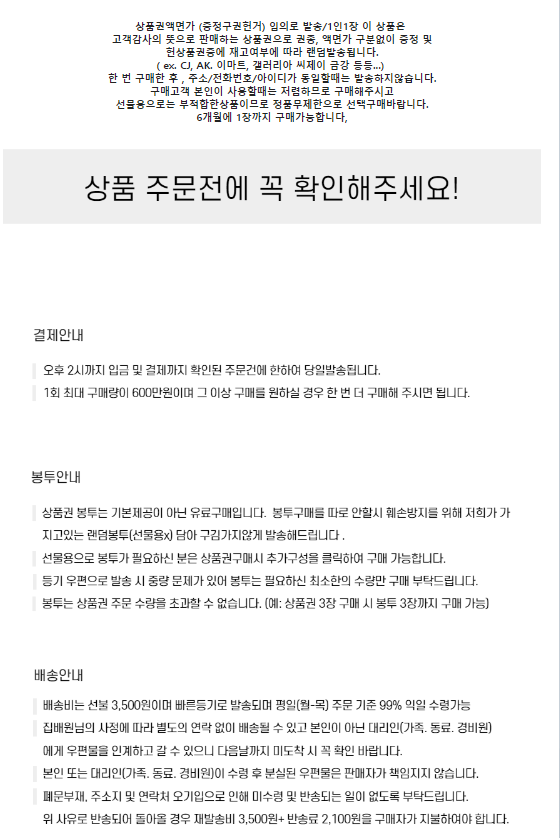 상품권액면가 (증정구권헌거) 임의로 발송/1인1장 이 상품은
고객감사의 뜻으로 판매하는 상품권으로 권종, 액면가 구분없이 증정 및
헌상품권중에 재고여부에 따라 랜덤발송됩니다.
( ex. CJ, AK. 이마트, 갤러리아 씨제이 금강 등등...)
한 번 구매한 후 , 주소/전화번호/아이디가 동일할때는 발송하지않습니다.
구매고객 본인이 사용할때는 저렴하므로 구매해주시고
선물용으로는 부적합한상품이므로 정품무제한으로 선택구매바랍니다.
6개월에 1장까지 구매가능합니다,
상품 주문전에 꼭 확인해주세요!
결제안내
오후 2시까지 입금 및 결제까지 확인된 주문건에 한하여 당일발송됩니다.
1회 최대 구매량이 600만원이며 그 이상 구매를 원하실 경우 한 번 더 구매해 주시면 됩니다.
봉투안내
상품권 봉투는 기본제공이 아닌 유료구매입니다. 봉투구매를 따로 안할시 훼손방지를 위해 저희가 가
지고있는 랜덤봉투(선물용x) 담아 구김가지않게 발송해드립니다 .
선물용으로 봉투가 필요하신 분은 상품권구매시 추가구성을 클릭하여 구매 가능합니다.
등기 우편으로 발송 시 중량 문제가 있어 봉투는 필요하신 최소한의 수량만 구매 부탁드립니다.
봉투는 상품권 주문 수량을 초과할 수 없습니다. (예: 상품권 3장 구매 시 봉투 3장까지 구매 가능)
배송안내
배송비는 선불 3,500원이며 빠른등기로 발송되며 평일(월-목) 주문 기준 99% 익일 수령가능
집배원님의 사정에 따라 별도의 연락 없이 배송될 수 있고 본인이 아닌 대리인(가족. 동료. 경비원)
에게 우편물을 인계하고 갈 수 있으니 다음날까지 미도착 시 꼭 확인 바랍니다.
본인 또는 대리인(가족. 동료. 경비원)이 수령 후 분실된 우편물은 판매자가 책임지지 않습니다.
폐문부재, 주소지 및 연락처 오기입으로 인해 미수령 및 반송되는 일이 없도록 부탁드립니다.
위 사유로 반송되어 돌아올 경우 재발송비 3,500원+ 반송료 2,100원을 구매자가 지불하여야 합니다.